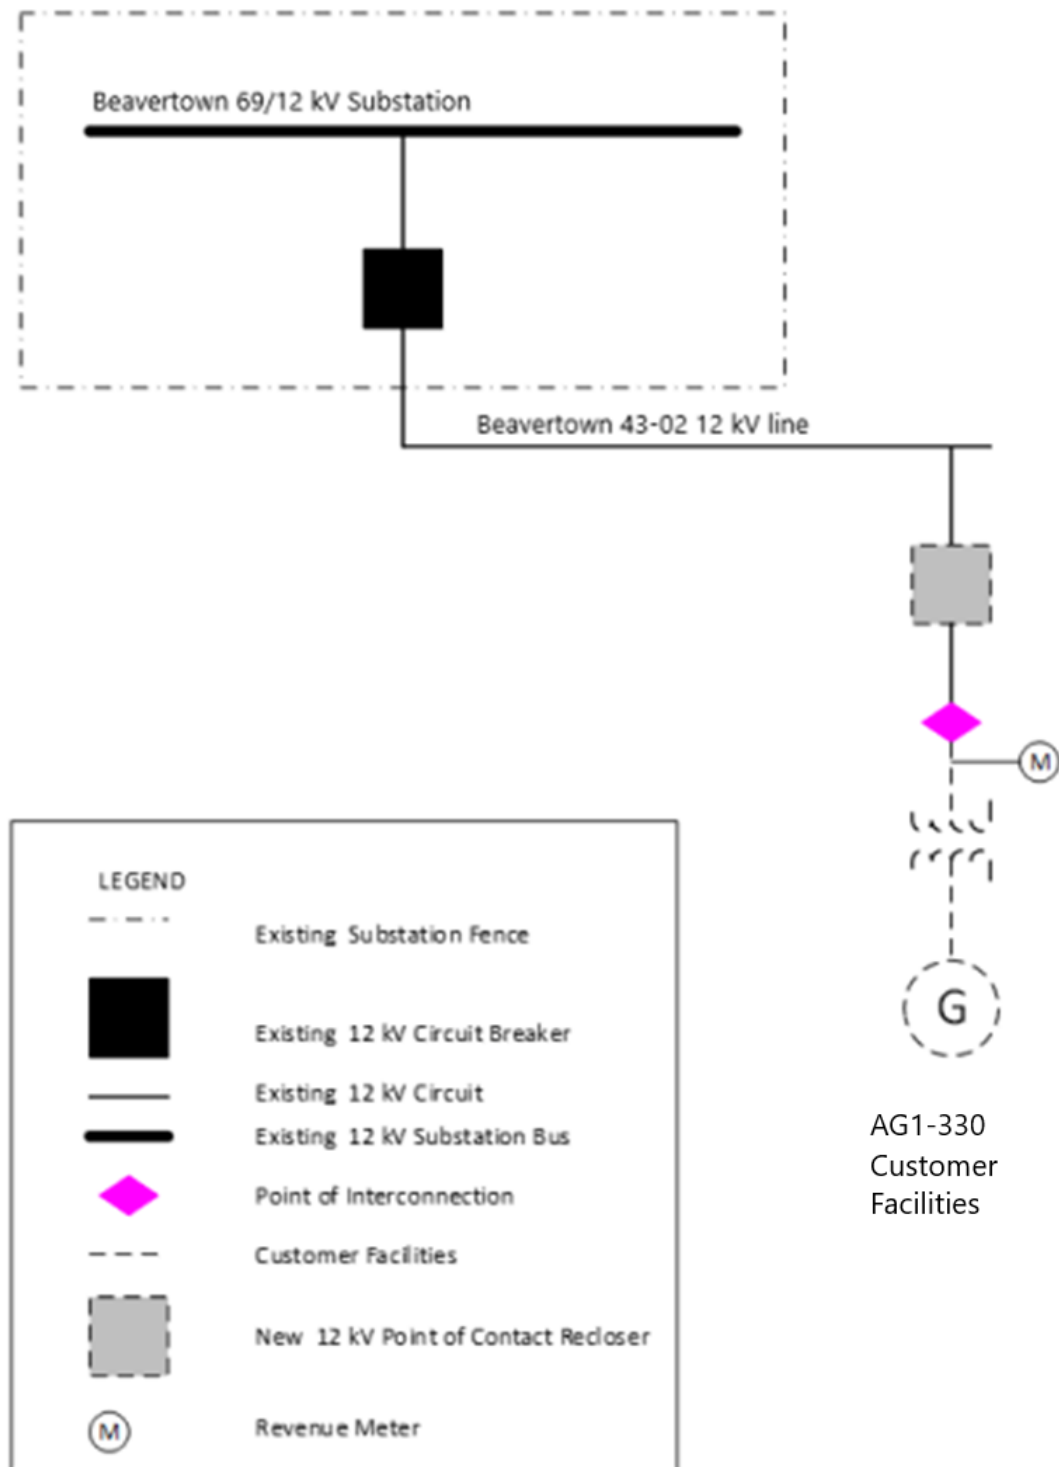 Beavertown 69/12 kV Substation
Beavertown 43-02 12 kV line
M
G
AG1-330
Customer
Facilities
LEGEND
Existing Substation Fence
Existing 12 kV Circuit Breaker
Existing 12 kV Circuit
Existing 12 kV Substation Bus
Point of Interconnection
Customer Facilities
New 12 kV Point of Contact Recloser
M
Revenue Meter